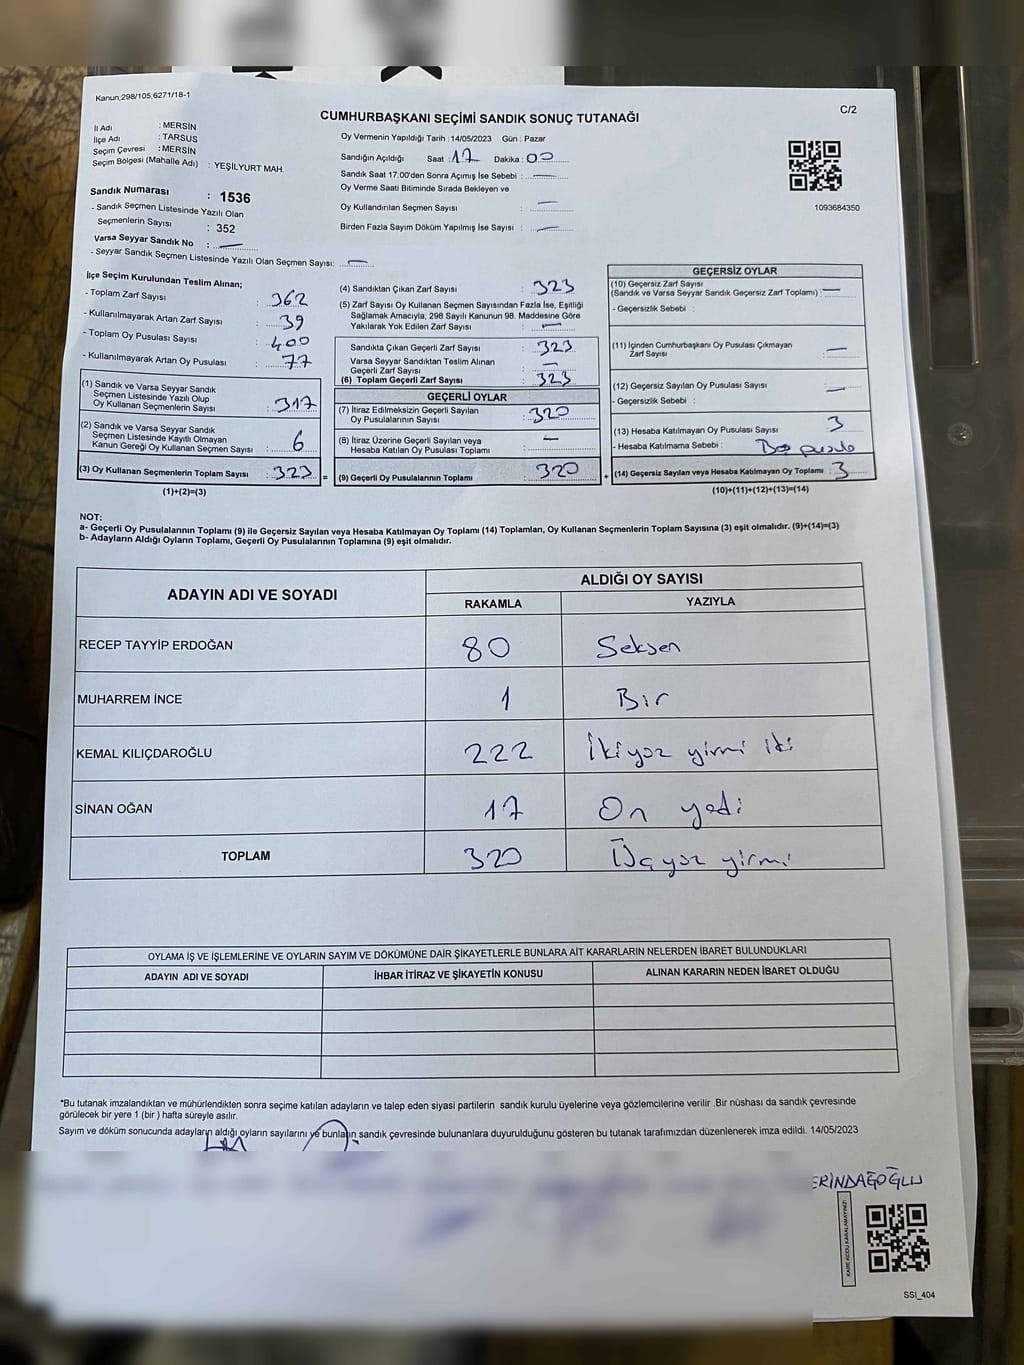 Kanun;298/105,6271/18-1
CUMHURBAŞKANI SEÇİMİ SANDIK SONUÇ TUTANAĞI
C/2
İl Adı : MERSİN
İlçe Adı : TARSUS
Seçim Çevresi : MERSİN
Seçim Bölgesi (Mahalle Adı) : YEŞİLYURT MAH.
Sandık Numarası : 1536
- Sandık Seçmen Listesinde Yazılı Olan
Seçmenlerin Sayısı : 352
Varsa Seyyar Sandık No : —
- Seyyar Sandık Seçmen Listesinde Yazılı Olan Seçmen Sayısı: —
Oy Vermenin Yapıldığı Tarih : 14/05/2023 Gün : Pazar
Sandığın Açıldığı Saat 17 Dakika : 00
Sandık Saat 17:00'den Sonra Açımış İse Sebebi : —
Oy Verme Saati Bitiminde Sırada Bekleyen ve
Oy Kullandırılan Seçmen Sayısı : —
Birden Fazla Sayım Döküm Yapılmış İse Sayısı : —
1093684350
İlçe Seçim Kurulundan Teslim Alınan;
- Toplam Zarf Sayısı : 362
- Kullanılmayarak Artan Zarf Sayısı : 39
- Toplam Oy Pusulası Sayısı : 400
- Kullanılmayarak Artan Oy Pusulası : 77
(1) Sandık ve Varsa Seyyar Sandık
Seçmen Listesinde Yazılı Olup
Oy Kullanan Seçmenlerin Sayısı : 317
(2) Sandık ve Varsa Seyyar Sandık
Seçmen Listesinde Kayıtlı Olmayan
Kanun Gereği Oy Kullanan Seçmen Sayısı : 6
(3) Oy Kullanan Seçmenlerin Toplam Sayısı : 323 =
(1)+(2)=(3)
(4) Sandıktan Çıkan Zarf Sayısı : 323
(5) Zarf Sayısı Oy Kullanan Seçmen Sayısından Fazla İse, Eşitliği
Sağlamak Amacıyla; 298 Sayılı Kanunun 98. Maddesine Göre
Yakılarak Yok Edilen Zarf Sayısı : —
Sandıkta Çıkan Geçerli Zarf Sayısı : 323
Varsa Seyyar Sandıktan Teslim Alınan
Geçerli Zarf Sayısı : —
(6) Toplam Geçerli Zarf Sayısı : 323
GEÇERLİ OYLAR
(7) İtiraz Edilmeksizin Geçerli Sayılan
Oy Pusulalarının Sayısı : 320
(8) İtiraz Üzerine Geçerli Sayılan veya
Hesaba Katılan Oy Pusulası Toplamı : —
(9) Geçerli Oy Pusulalarının Toplamı : 320 +
GEÇERSİZ OYLAR
(10) Geçersiz Zarf Sayısı
(Sandık ve Varsa Seyyar Sandık Geçersiz Zarf Toplamı) : —
- Geçersizlik Sebebi :
(11) İçinden Cumhurbaşkanı Oy Pusulası Çıkmayan
Zarf Sayısı : —
(12) Geçersiz Sayılan Oy Pusulası Sayısı : —
- Geçersizlik Sebebi :
(13) Hesaba Katılmayan Oy Pusulası Sayısı : 3
- Hesaba Katılmama Sebebi :
(14) Geçersiz Sayılan veya Hesaba Katılmayan Oy Toplamı : 3
(10)+(11)+(12)+(13)=(14)
NOT:
a- Geçerli Oy Pusulalarının Toplamı (9) ile Geçersiz Sayılan veya Hesaba Katılmayan Oy Toplamı (14) Toplamları, Oy Kullanan Seçmenlerin Toplam Sayısına (3) eşit olmalıdır. (9)+(14)=(3)
b- Adayların Aldığı Oyların Toplamı, Geçerli Oy Pusulalarının Toplamına (9) eşit olmalıdır.
ADAYIN ADI VE SOYADI
ALDIĞI OY SAYISI
RAKAMLA YAZIYLA
RECEP TAYYİP ERDOĞAN 80 Seksen
MUHARREM İNCE 1 Bir
KEMAL KILIÇDAROĞLU 222 İkiyüz yirmi iki
SİNAN OĞAN 17 On yedi
TOPLAM 320 Üçyüz yirmi
OYLAMA İŞ VE İŞLEMLERİNE VE OYLARIN SAYIM VE DÖKÜMÜNE DAİR ŞİKAYETLERLE BUNLARA AİT KARARLARIN NELERDEN İBARET BULUNDUKLARI
ADAYIN ADI VE SOYADI İHBAR İTİRAZ VE ŞİKAYETİN KONUSU ALINAN KARARIN NEDEN İBARET OLDUĞU
*Bu tutanak imzalandıktan ve mühürlendikten sonra seçime katılan adayların ve talep eden siyasi partilerin sandık kurulu üyelerine veya gözlemcilerine verilir .Bir nüshası da sandık çevresinde
görülecek bir yere 1 (bir ) hafta süreyle asılır.
Sayım ve döküm sonucunda adayların aldığı oyların sayılarını ve bunların sandık çevresinde bulunanlara duyurulduğunu gösteren bu tutanak tarafımızdan düzenlenerek imza edildi. 14/05/2023
ERİNDAĞOĞLU
KARE KODU KARALAMAYINIZ!
SSI_404